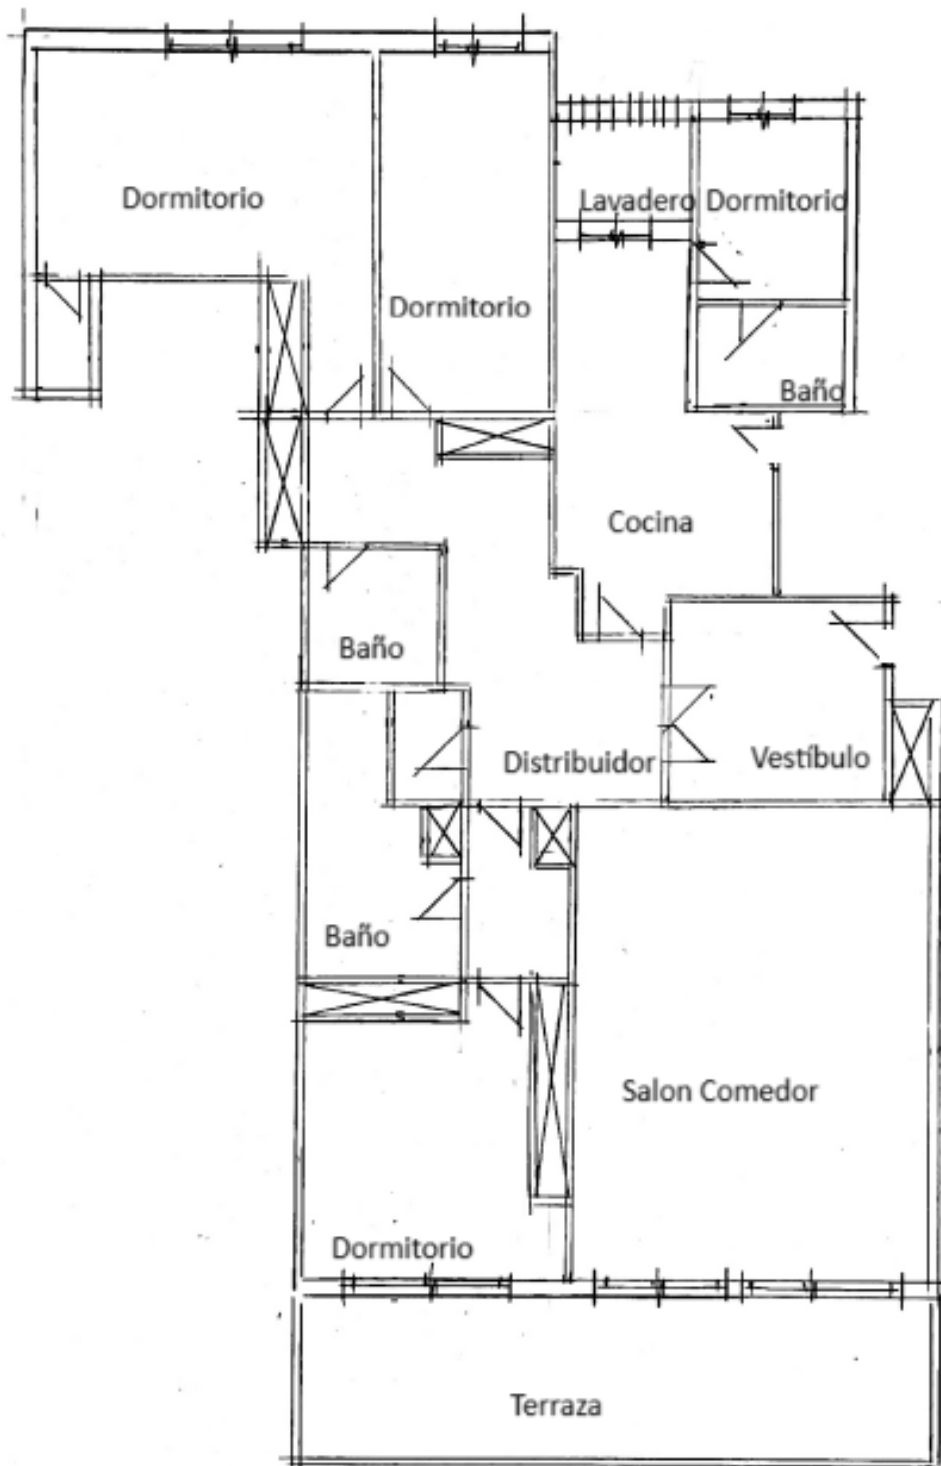 Dormitorio
Lavadero
Dormitorio
Dormitorio
Baño
Cocina
Baño
Distribuidor
Vestíbulo
Baño
Salon Comedor
Dormitorio
Terraza